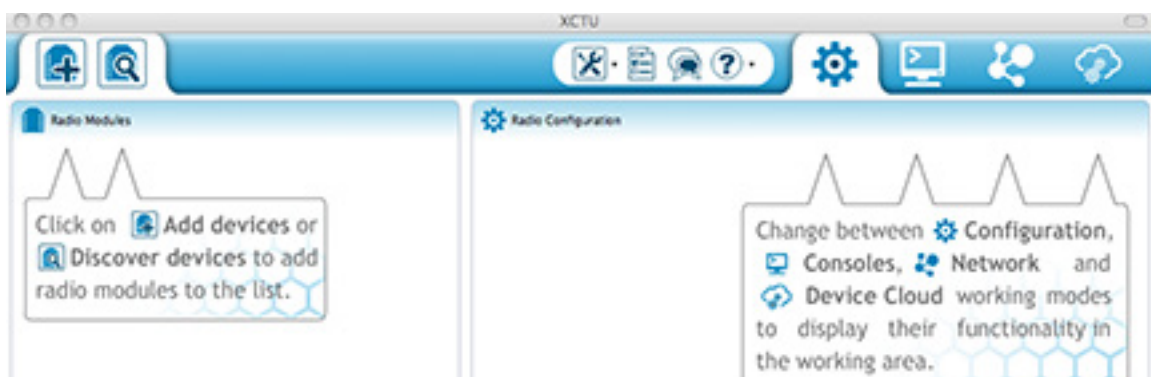 XCTU
Radio Modules
Radio Configuration
Click on Add devices or
Discover devices to add
radio modules to the list.
Change between Configuration,
Consoles, Network and
Device Cloud working modes
to display their functionality in
the working area.